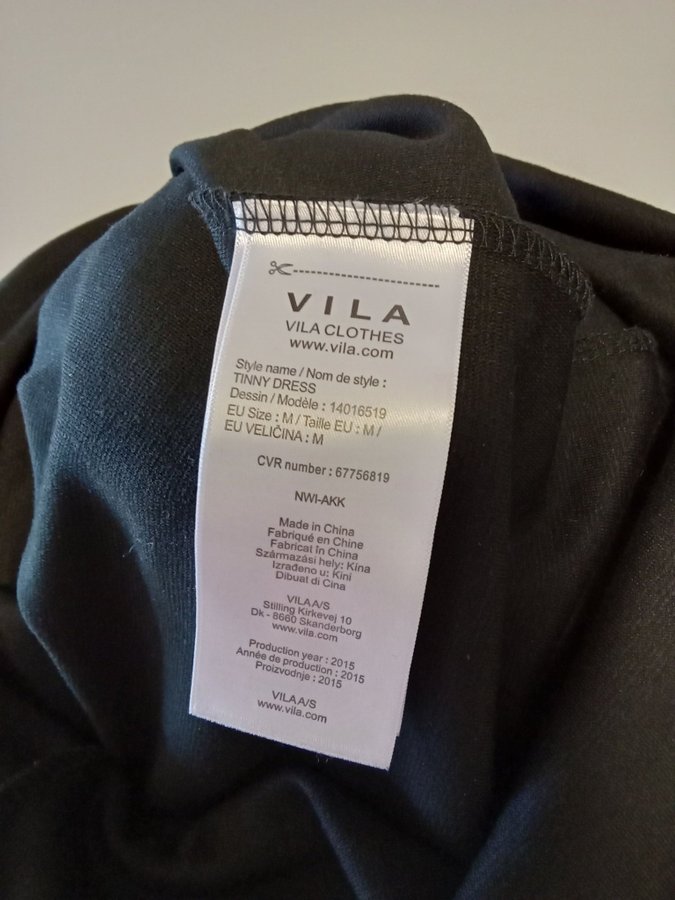 VILA
VILA CLOTHES
www.vila.com
Style name / Nom de style :
TINNY DRESS
Dessin / Modèle : 14016519
EU Size : M / Taille EU : M /
EU VELIČINA : M
CVR number : 67756819
NWI-AKK
Made in China
Fabriqué en Chine
Fabricat în China
Származási hely: Kína
Izrađeno u: Kini
Dibuat di Cina
VILA A/S
Stilling Kirkevej 10
Dk - 8660 Skanderborg
www.vila.com
Production year : 2015
Année de production : 2015
Proizvodnje : 2015
VILA A/S
www.vila.com